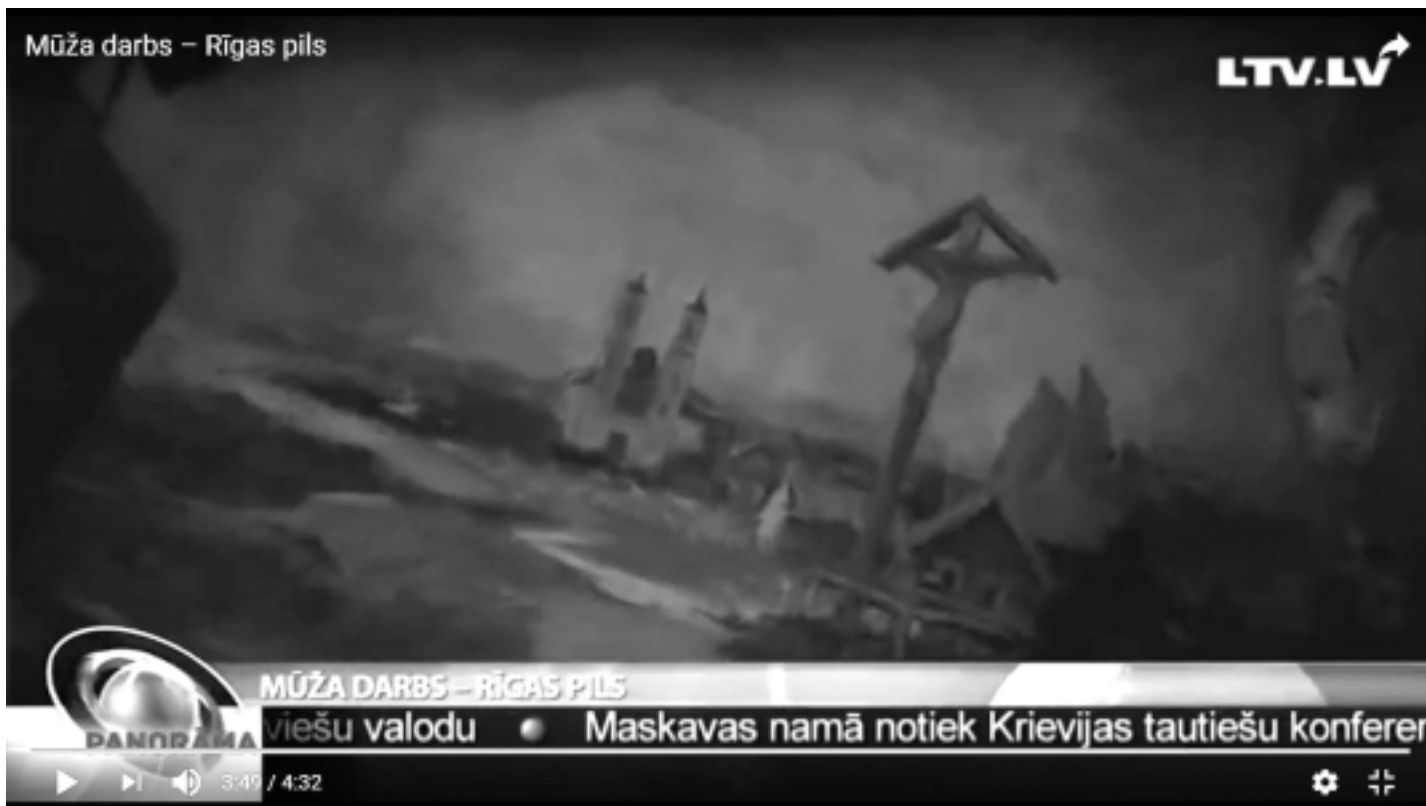 Mūža darbs – Rīgas pils
LTV.LV
MŪŽA DARBS – RĪGAS PILS
PANORĀMA
viešu valodu • Maskavas namā notiek Krievijas tautiešu konferen
3:49 / 4:32